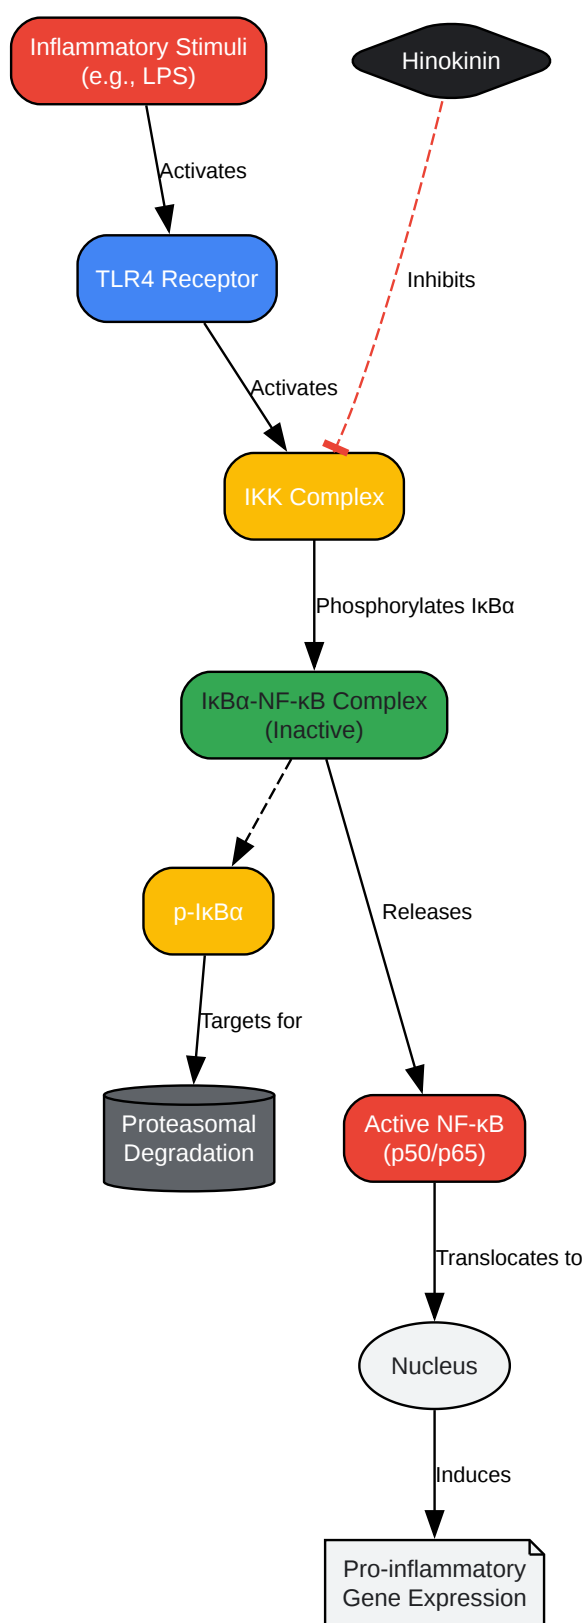 Inflammatory Stimuli
(e.g., LPS)
Hinokinin
Activates
TLR4 Receptor
Inhibits
Activates
IKK Complex
Phosphorylates IκBα
IκBα-NF-κB Complex
(Inactive)
p-IκBα
Releases
Targets for
Proteasomal
Degradation
Active NF-κB
(p50/p65)
Translocates to
Nucleus
Induces
Pro-inflammatory
Gene Expression